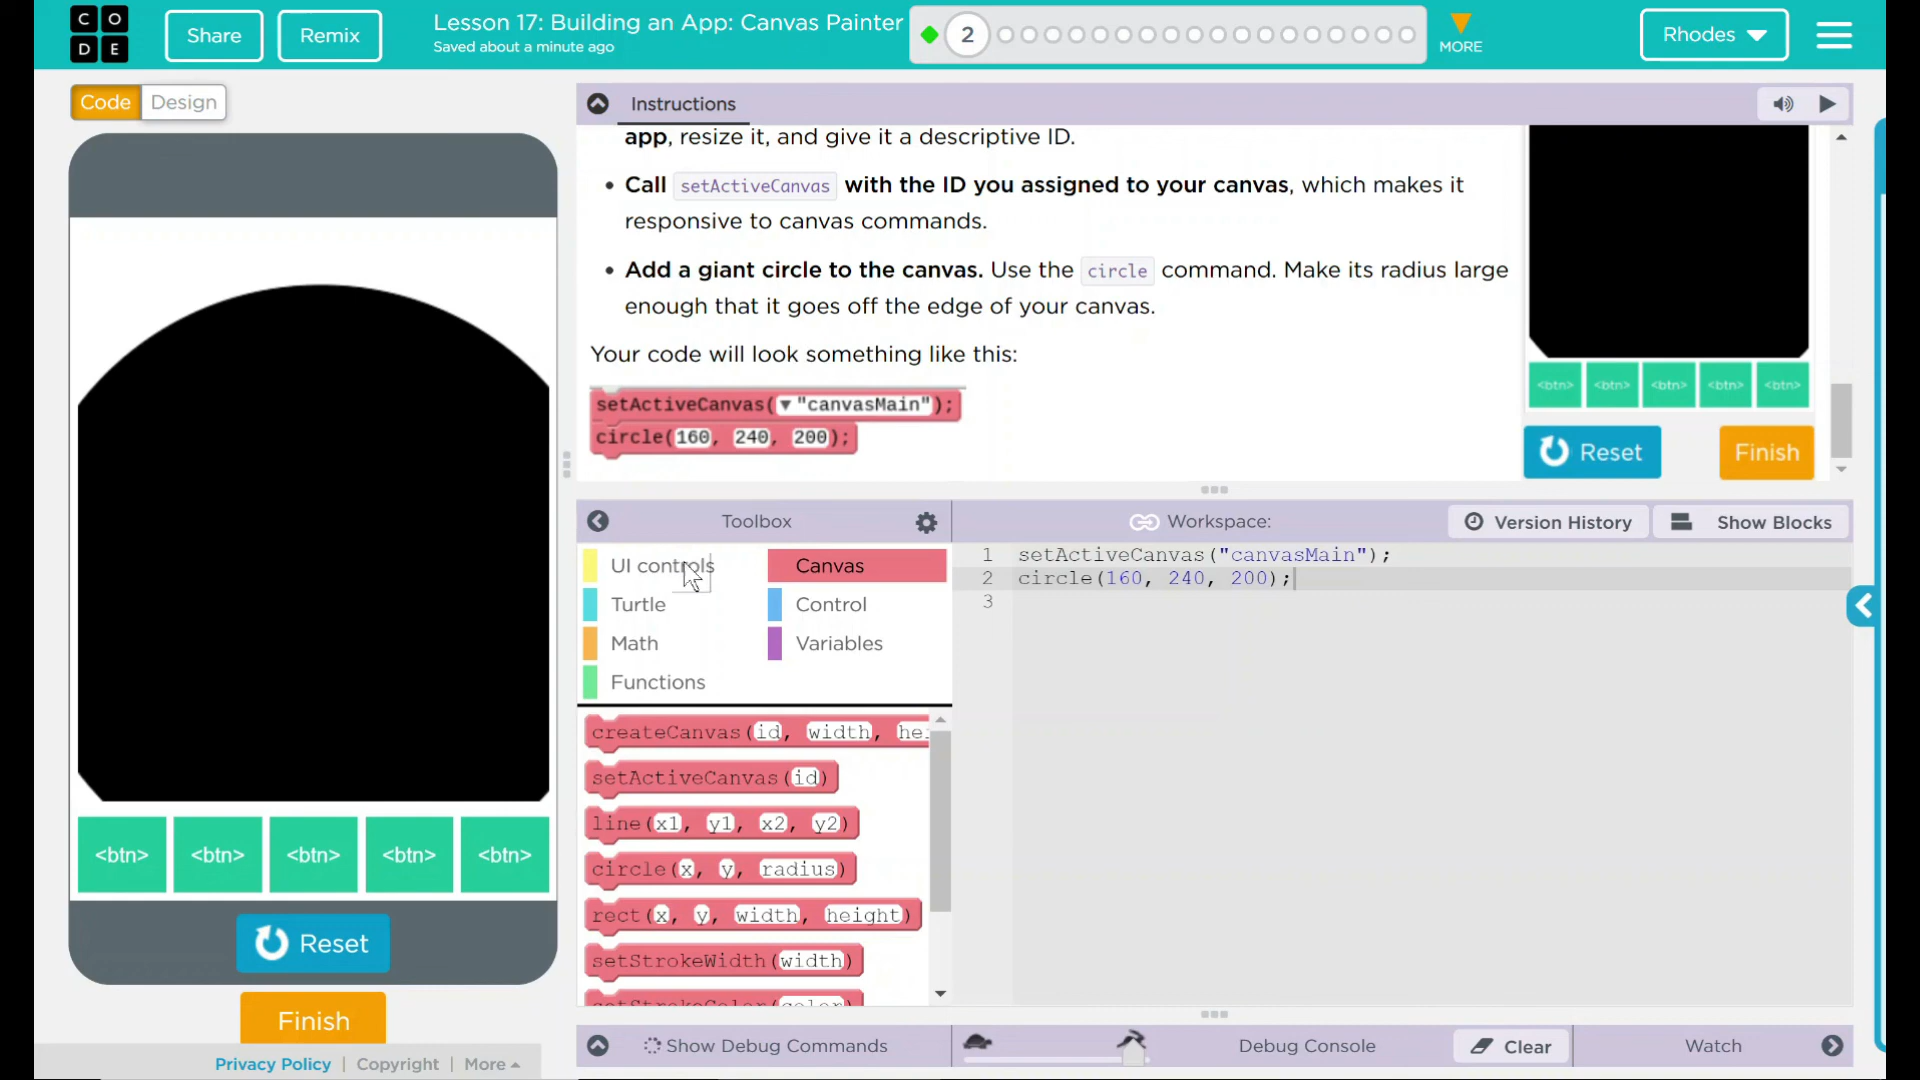 CODE
Share
Remix
Lesson 17: Building an App: Canvas Painter
Saved about a minute ago
2
MORE
Rhodes
Code
Design
Instructions
app, resize it, and give it a descriptive ID.
Call setActiveCanvas with the ID you assigned to your canvas, which makes it
responsive to canvas commands.
Add a giant circle to the canvas. Use the circle command. Make its radius large
enough that it goes off the edge of your canvas.
Your code will look something like this:
setActiveCanvas(▼"canvasMain");
circle(160, 240, 200);
<btn> <btn> <btn> <btn> <btn>
Reset
Finish
Toolbox
Workspace:
Version History
Show Blocks
UI controls
Canvas
Turtle
Control
Math
Variables
Functions
createCanvas(id, width, hei
setActiveCanvas(id)
line(x1, y1, x2, y2)
circle(x, y, radius)
rect(x, y, width, height)
setStrokeWidth(width)
setStrokeColor(color)
1 setActiveCanvas("canvasMain");
2 circle(160, 240, 200);
3
<btn> <btn> <btn> <btn> <btn>
Reset
Finish
Privacy Policy | Copyright | More
Show Debug Commands
Debug Console
Clear
Watch